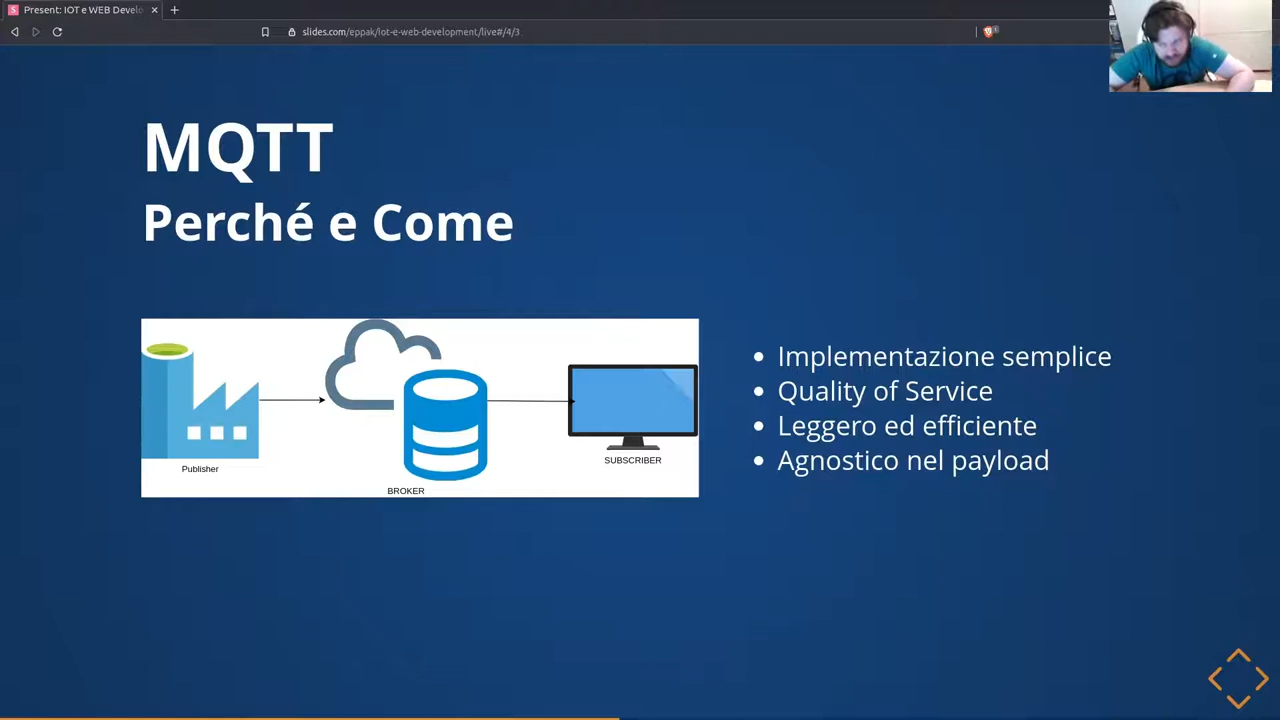 Present: IOT e WEB Develo
slides.com/eppak/iot-e-web-development/live#/4/3
MQTT
Perché e Come
Publisher
BROKER
SUBSCRIBER
Implementazione semplice
Quality of Service
Leggero ed efficiente
Agnostico nel payload